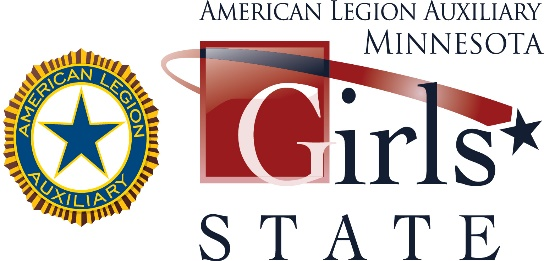 AMERICAN LEGION
AUXILIARY
AMERICAN LEGION AUXILIARY
MINNESOTA
Girls
STATE